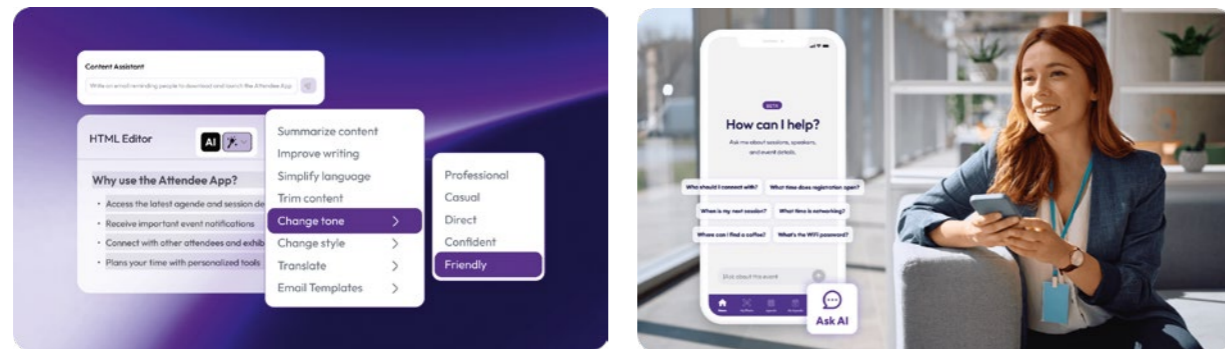 Content Assistant
Write an email reminding people to download and launch the Attendee App
HTML Editor
AI
Why use the Attendee App?
• Access the latest agenda and session de
• Receive important event notifications
• Connect with other attendees and exhib
• Plans your time with personalized tools
Summarize content
Improve writing
Simplify language
Trim content
Change tone
Change style
Translate
Email Templates
Professional
Casual
Direct
Confident
Friendly
BETA
How can I help?
Ask me about sessions, speakers,
and event details.
Who should I connect with? What time does registration open?
When is my next session? What time is networking?
Where can I find a coffee? What's the WiFi password?
Ask about the event
Ask AI